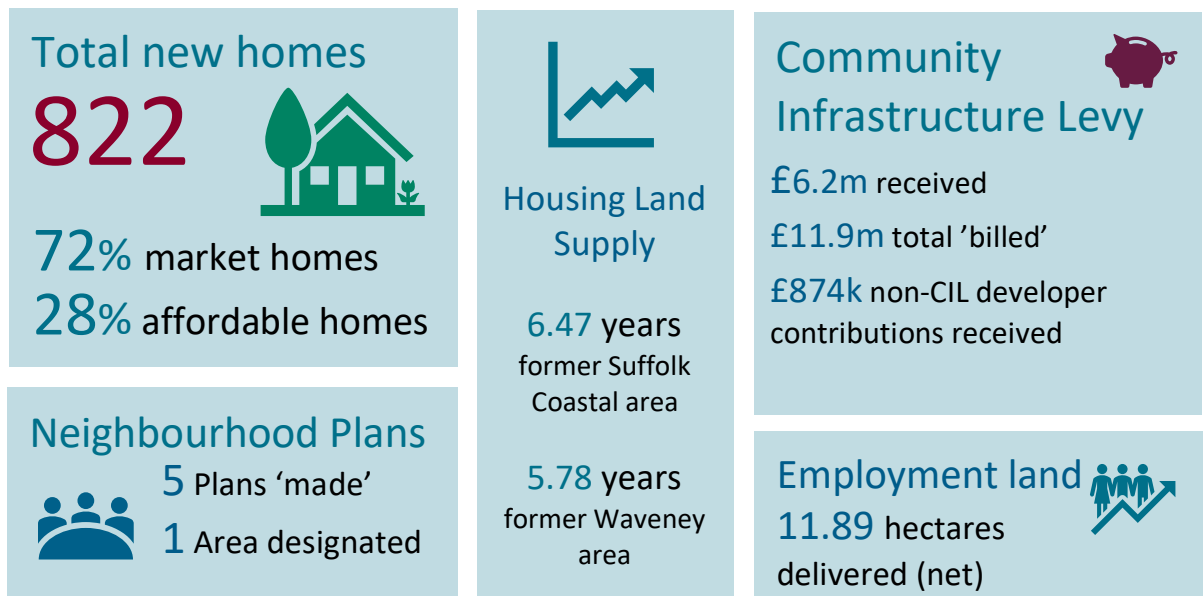 Total new homes
822
72% market homes
28% affordable homes
Neighbourhood Plans
5 Plans ‘made’
1 Area designated
Housing Land
Supply
6.47 years
former Suffolk
Coastal area
5.78 years
former Waveney
area
Community
Infrastructure Levy
£6.2m received
£11.9m total ’billed’
£874k non-CIL developer
contributions received
Employment land
11.89 hectares
delivered (net)